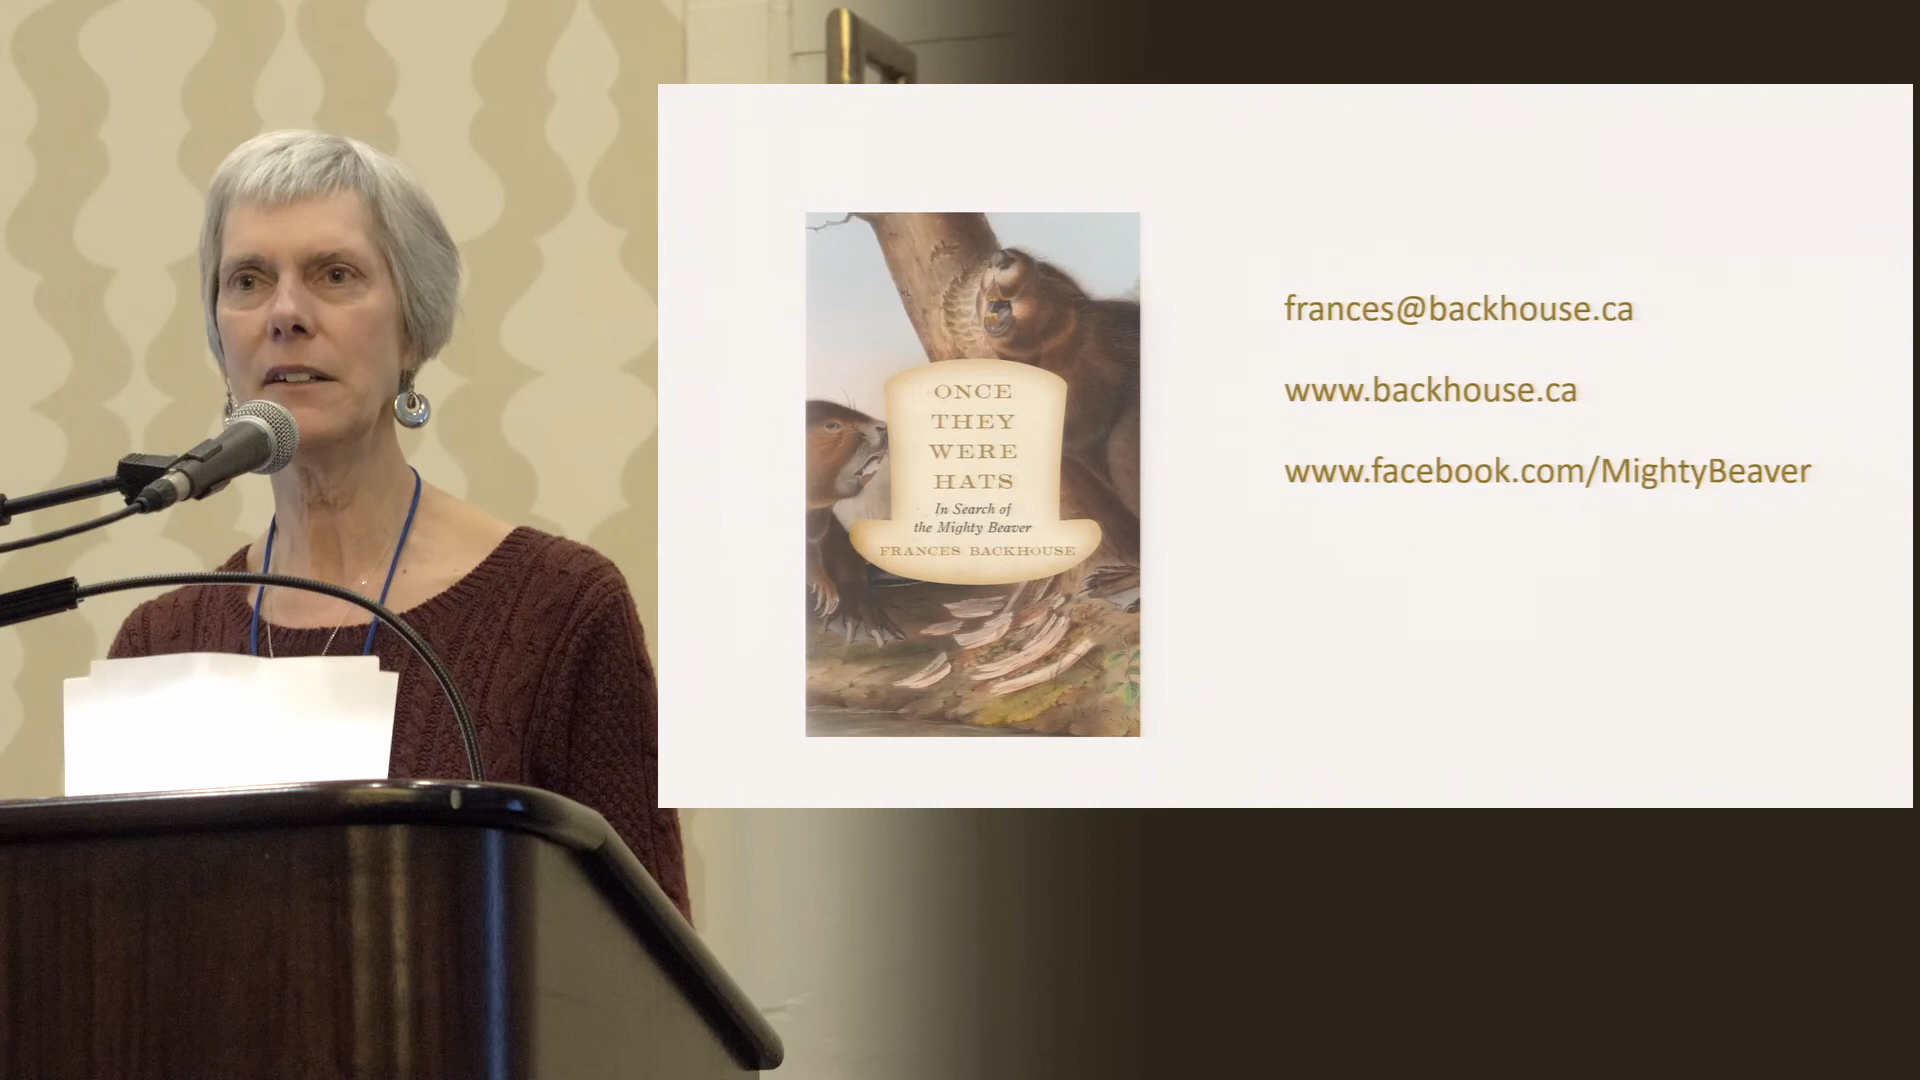 ONCE
THEY
WERE
HATS
In Search of
the Mighty Beaver
FRANCES BACKHOUSE
frances@backhouse.ca
www.backhouse.ca
www.facebook.com/MightyBeaver